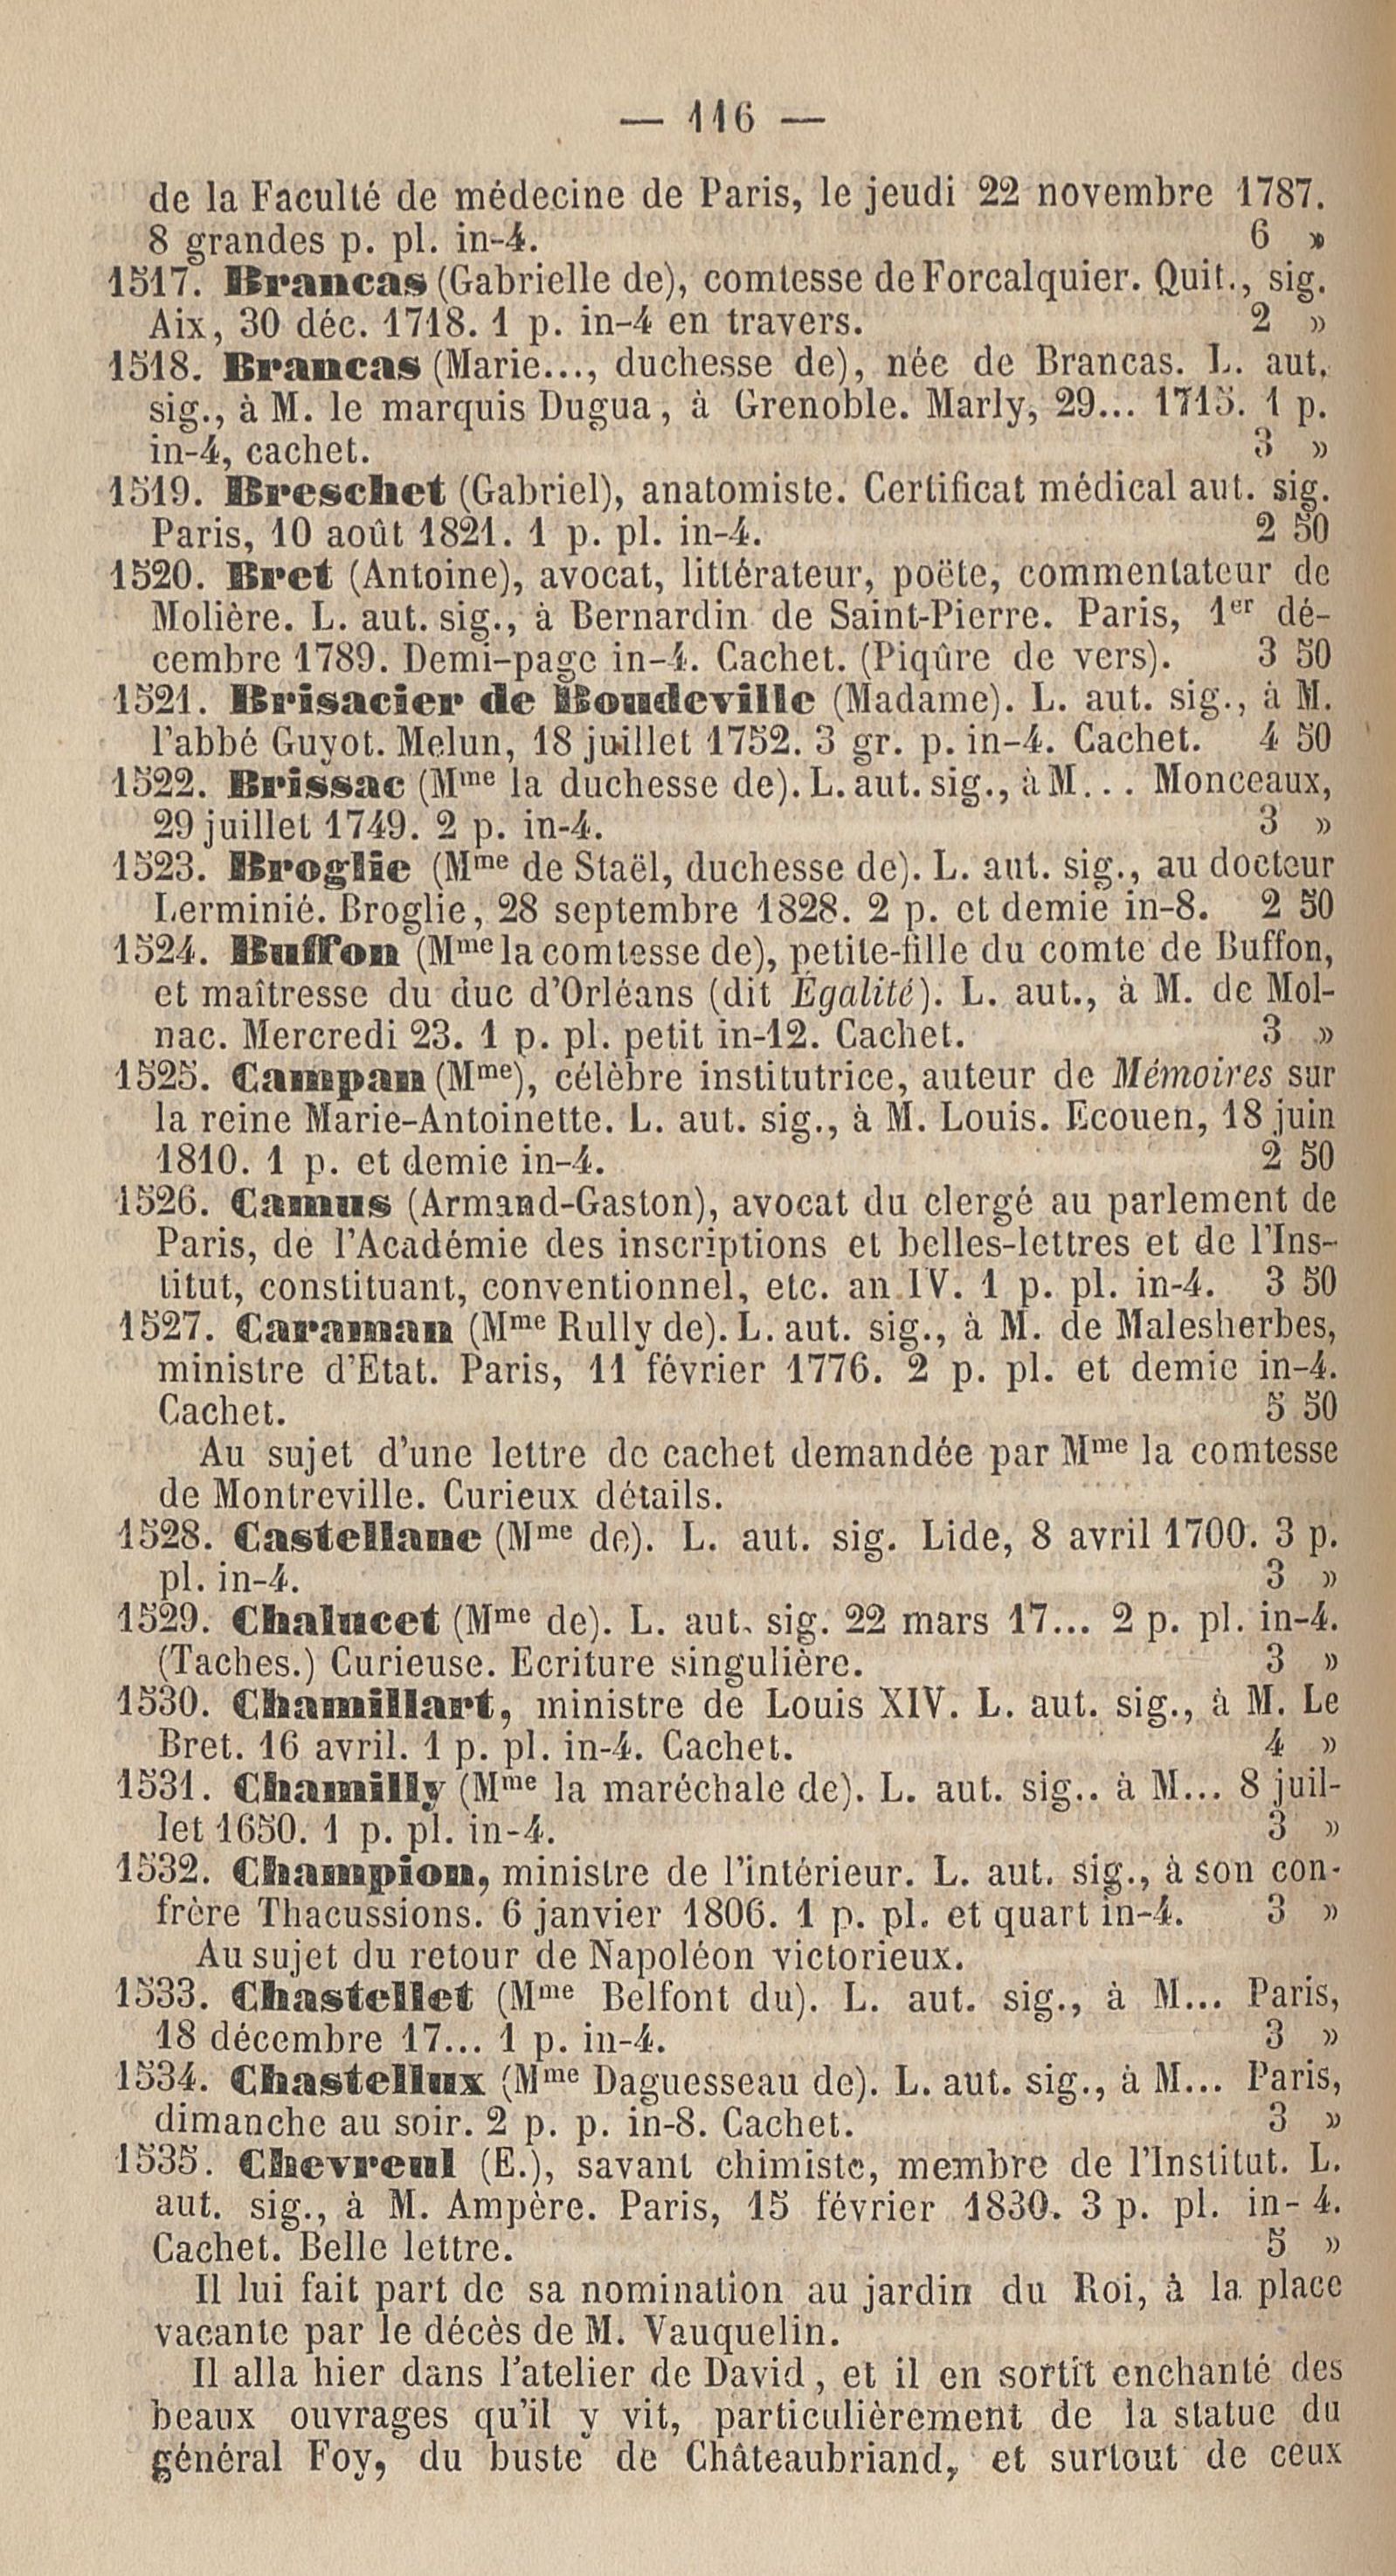 — 116 —
de la Faculté de médecine de Paris, le jeudi 22 novembre 1787.
8 grandes p. pl. in-4. 6 »
1517. Brancas (Gabrielle de), comtesse de Forcalquier. Quit., sig.
Aix, 30 déc. 1718. 1 p. in-4 en travers. 2 »
1518. Brancas (Marie..., duchesse de), née de Brancas. L. aut.
sig., à M. le marquis Dugua, à Grenoble. Marly, 29... 1715. 1 p.
in-4, cachet. 3 »
1519. Breschet (Gabriel), anatomiste. Certificat médical aut. sig.
Paris, 10 août 1821. 1 p. pl. in-4. 2 50
1520. Bret (Antoine), avocat, littérateur, poëte, commentateur de
Molière. L. aut. sig., à Bernardin de Saint-Pierre. Paris, 1er dé-
cembre 1789. Demi-page in-4. Cachet. (Piqûre de vers). 3 50
1521. Brisacier de Boudeville (Madame). L. aut. sig., à M.
l'abbé Guyot. Melun, 18 juillet 1752. 3 gr. p. in-4. Cachet. 4 50
1522. Brissac (Mme la duchesse de). L. aut. sig., à M... Monceaux,
29 juillet 1749. 2 p. in-4. 3 »
1523. Broglie (Mme de Staël, duchesse de). L. aut. sig., au docteur
Lerminié. Broglie, 28 septembre 1828. 2 p. et demie in-8. 2 50
1524. Buffon (Mme la comtesse de), petite-fille du comte de Buffon,
et maîtresse du duc d'Orléans (dit Égalité). L. aut., à M. de Mol-
nac. Mercredi 23. 1 p. pl. petit in-12. Cachet. 3 »
1525. Campan (Mme), célèbre institutrice, auteur de Mémoires sur
la reine Marie-Antoinette. L. aut. sig., à M. Louis. Ecouen, 18 juin
1810. 1 p. et demie in-4. 2 50
1526. Camus (Armand-Gaston), avocat du clergé au parlement de
Paris, de l'Académie des inscriptions et belles-lettres et de l'Ins-
titut, constituant, conventionnel, etc. an IV. 1 p. pl. in-4. 3 50
1527. Caraman (Mme Rully de). L. aut. sig., à M. de Malesherbes,
ministre d'Etat. Paris, 11 février 1776. 2 p. pl. et demie in-4.
Cachet. 5 50
Au sujet d'une lettre de cachet demandée par Mme la comtesse
de Montreville. Curieux détails.
1528. Castellane (Mme de). L. aut. sig. Lide, 8 avril 1700. 3 p.
pl. in-4. 3 »
1529. Chalucet (Mme de). L. aut. sig. 22 mars 17... 2 p. pl. in-4.
(Taches.) Curieuse. Ecriture singulière. 3 »
1530. Chamillart, ministre de Louis XIV. L. aut. sig., à M. Le
Bret. 16 avril. 1 p. pl. in-4. Cachet. 4 »
1531. Chamilly (Mme la maréchale de). L. aut. sig.. à M... 8 juil-
let 1650. 1 p. pl. in-4. 3 »
1532. Champion, ministre de l'intérieur. L. aut. sig., à son con-
frère Thacussions. 6 janvier 1806. 1 p. pl. et quart in-4. 3 »
Au sujet du retour de Napoléon victorieux.
1533. Chastellet (Mme Belfont du). L. aut. sig., à M... Paris,
18 décembre 17... 1 p. in-4. 3 »
1534. Chastellux (Mme Daguesseau de). L. aut. sig., à M... Paris,
dimanche au soir. 2 p. p. in-8. Cachet. 3 »
1535. Chevreul (E.), savant chimiste, membre de l'Institut. L.
aut. sig., à M. Ampère. Paris, 15 février 1830. 3 p. pl. in-4.
Cachet. Belle lettre. 5 »
Il lui fait part de sa nomination au jardin du Roi, à la place
vacante par le décès de M. Vauquelin.
Il alla hier dans l'atelier de David, et il en sortit enchanté des
beaux ouvrages qu'il y vit, particulièrement de la statue du
général Foy, du buste de Châteaubriand, et surtout de ceux